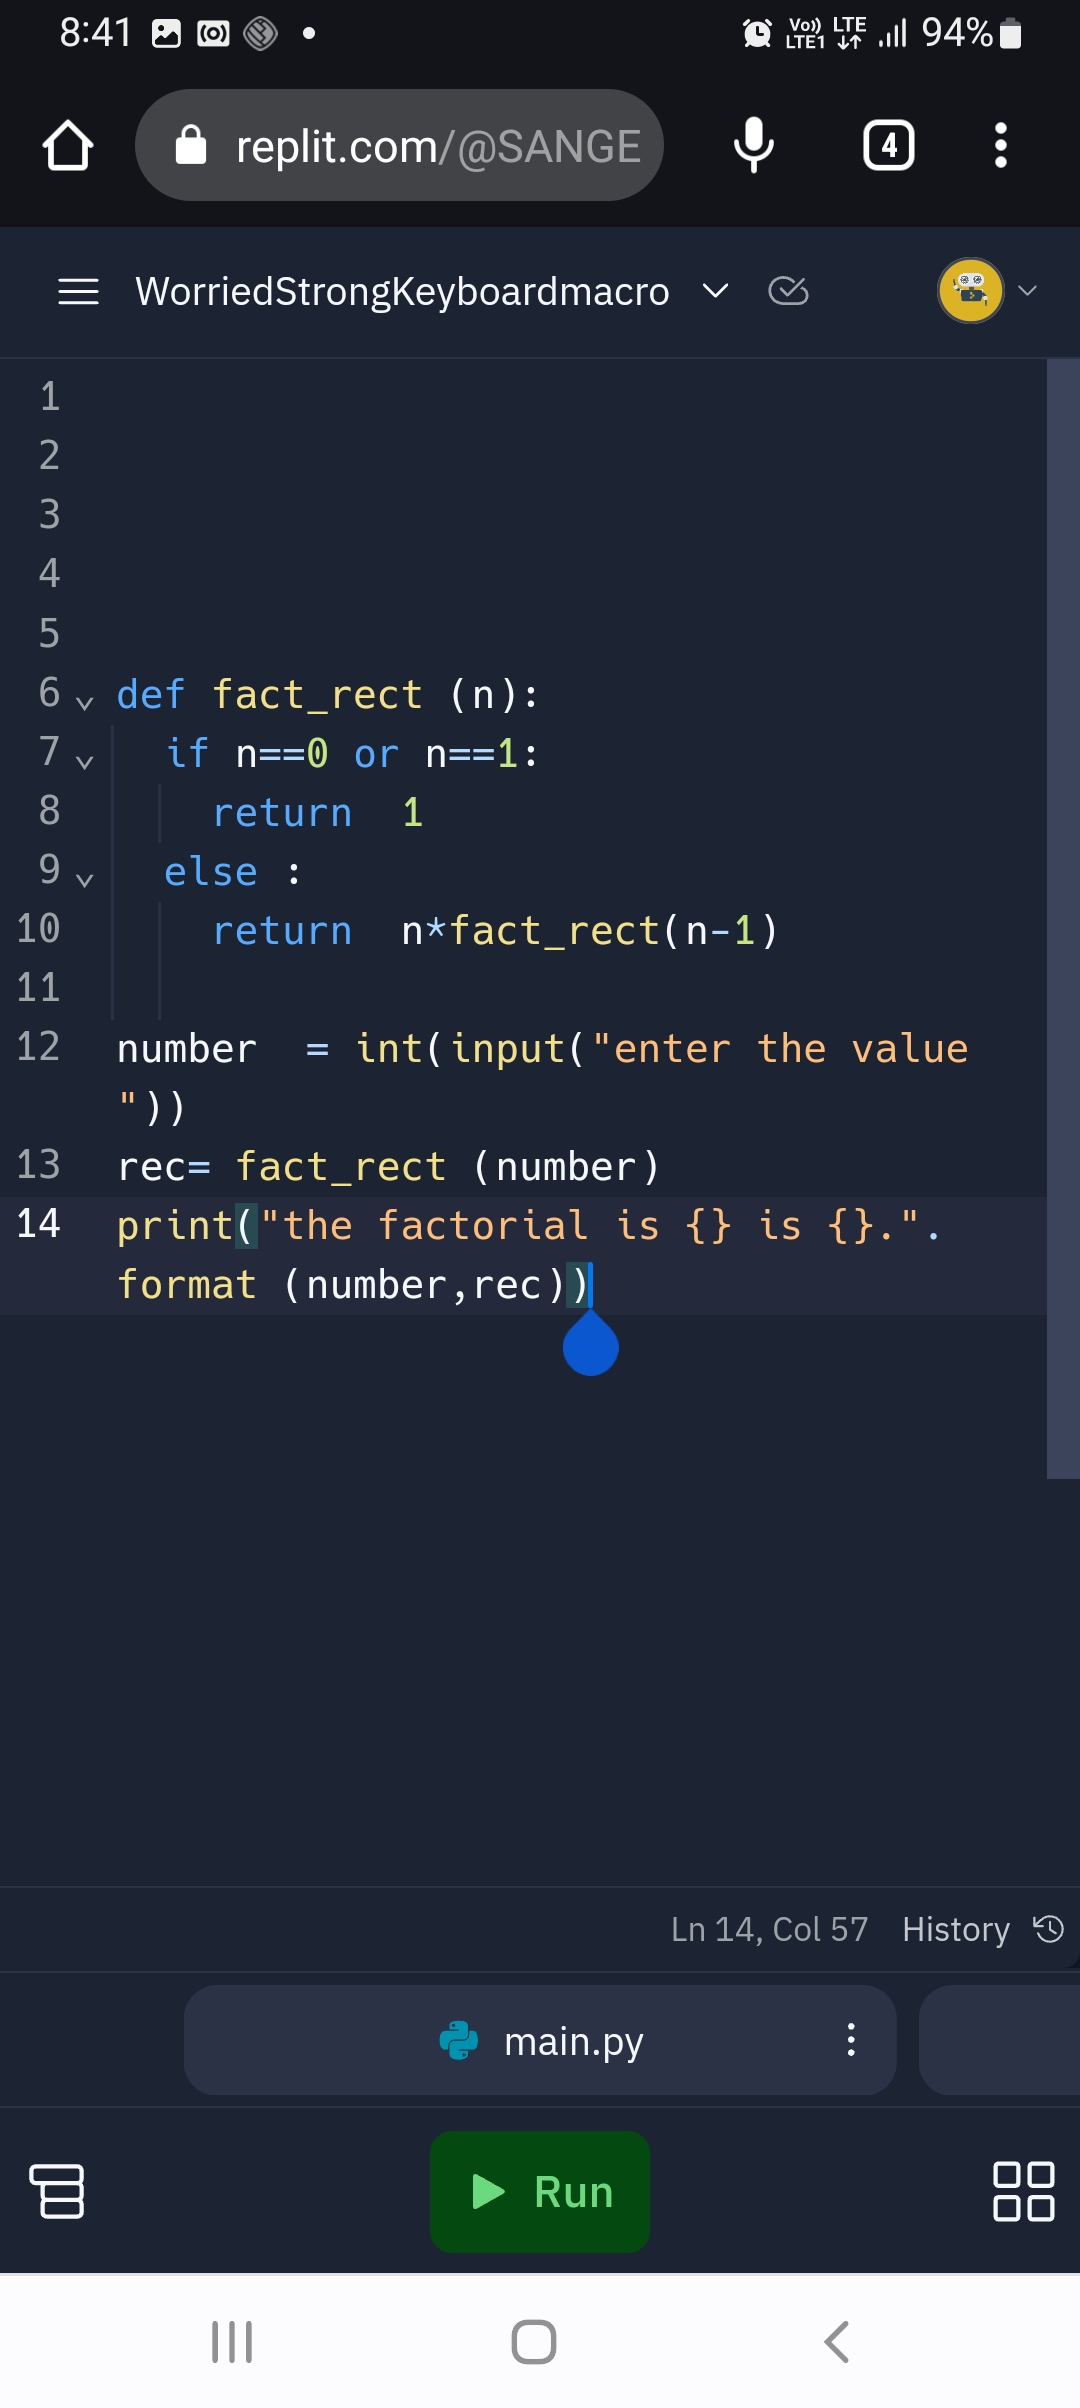 8:41 Vo)) LTE1 LTE 94%
replit.com/@SANGE 4
WorriedStrongKeyboardmacro
1
2
3
4
5
6 def fact_rect (n):
7 if n==0 or n==1:
8 return  1
9 else :
10 return  n*fact_rect(n-1)
11
12 number  = int(input("enter the value
"))
13 rec= fact_rect (number)
14 print("the factorial is {} is {}.".
format (number,rec))
Ln 14, Col 57 History
main.py
Run